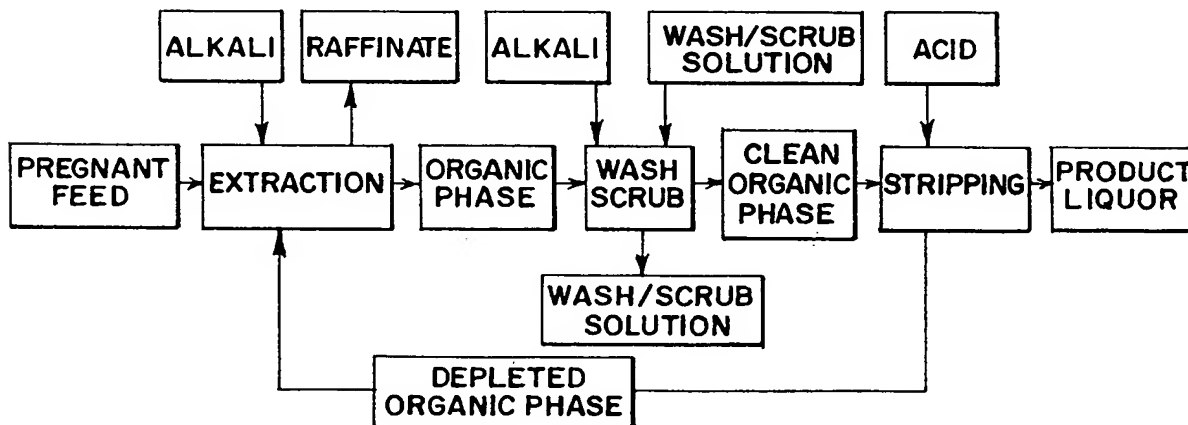 ALKALI
RAFFINATE
ALKALI
WASH/SCRUB
SOLUTION
ACID
PREGNANT
FEED
EXTRACTION
ORGANIC
PHASE
WASH
SCRUB
CLEAN
ORGANIC
PHASE
STRIPPING
PRODUCT
LIQUOR
WASH/SCRUB
SOLUTION
DEPLETED
ORGANIC PHASE